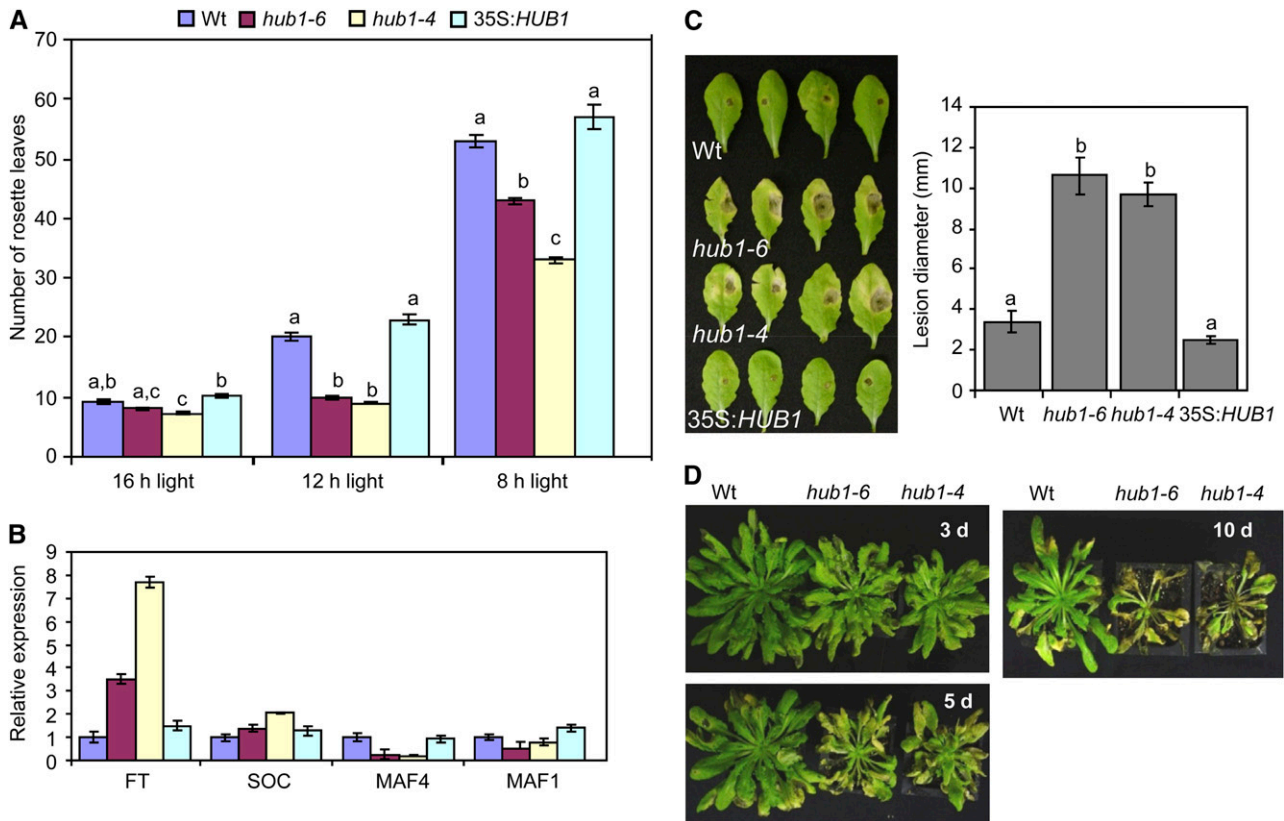 A
Wt hub1-6 hub1-4 35S:HUB1
Number of rosette leaves
70
60
50
40
30
20
10
0
a,b a,c c b
a b b a
a b c a
16 h light 12 h light 8 h light
B
Relative expression
9
8
7
6
5
4
3
2
1
0
FT SOC MAF4 MAF1
C
Wt
hub1-6
hub1-4
35S:HUB1
Lesion diameter (mm)
14
12
10
8
6
4
2
0
a b b a
Wt hub1-6 hub1-4 35S:HUB1
D
Wt hub1-6 hub1-4
3 d
5 d
Wt hub1-6 hub1-4
10 d